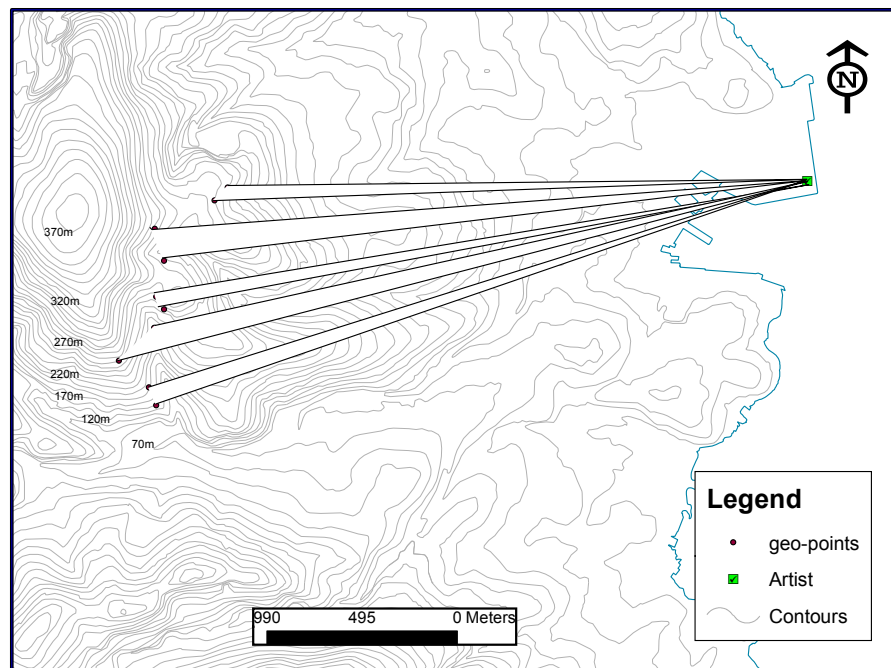 N
370m
320m
270m
220m
170m
120m
70m
Legend
geo-points
Artist
Contours
990 495 0 Meters